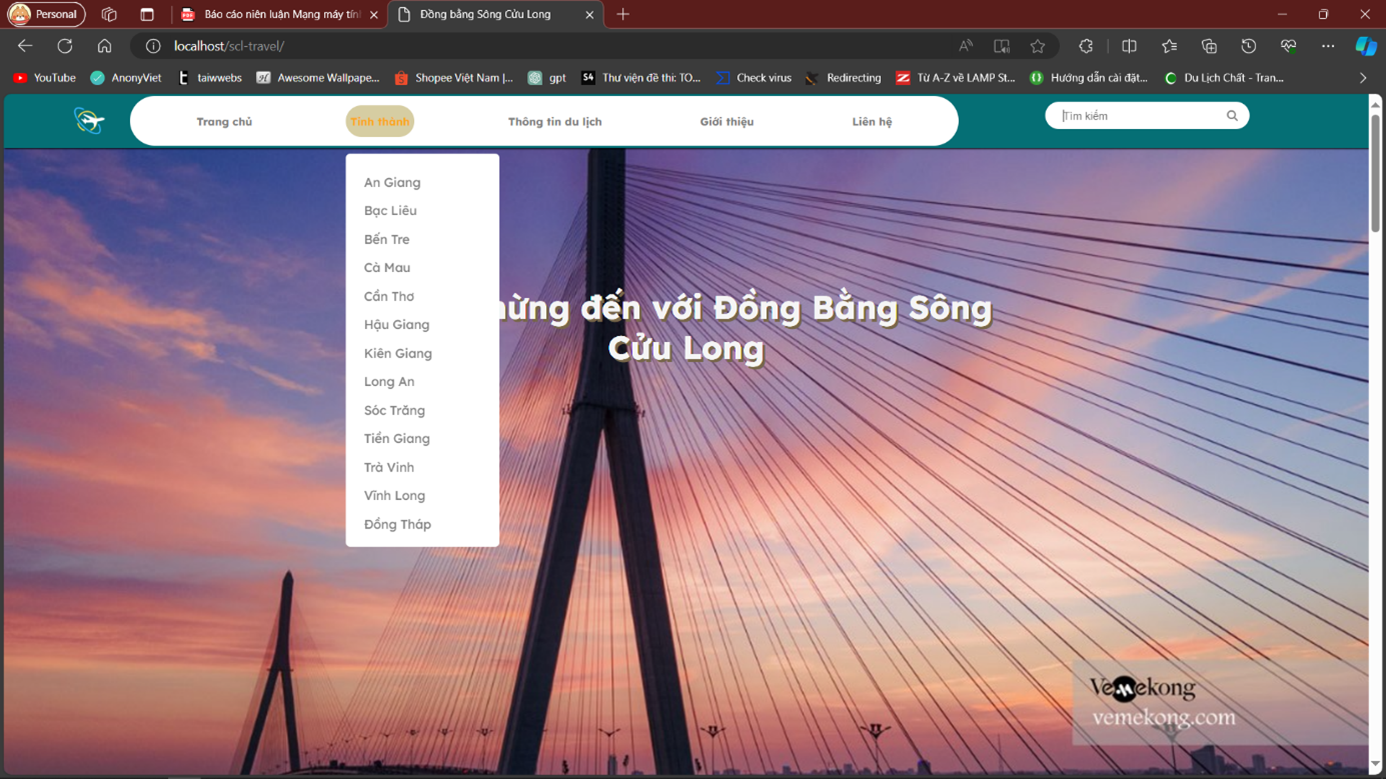 Personal
Báo cáo niên luận Mạng máy tín
Đồng bằng Sông Cửu Long
localhost/scl-travel/
YouTube
AnonyViet
taiwwebs
Awesome Wallpape...
Shopee Việt Nam |...
gpt
Thư viện đề thi: TO...
Check virus
Redirecting
Từ A-Z về LAMP St...
Hướng dẫn cài đặt...
Du Lịch Chất - Tran...
Trang chủ
Tỉnh thành
Thông tin du lịch
Giới thiệu
Liên hệ
Tìm kiếm
An Giang
Bạc Liêu
Bến Tre
Cà Mau
Cần Thơ
Hậu Giang
Kiên Giang
Long An
Sóc Trăng
Tiền Giang
Trà Vinh
Vĩnh Long
Đồng Tháp
đến với Đồng Bằng Sông
Cửu Long
Vemekong
vemekong.com